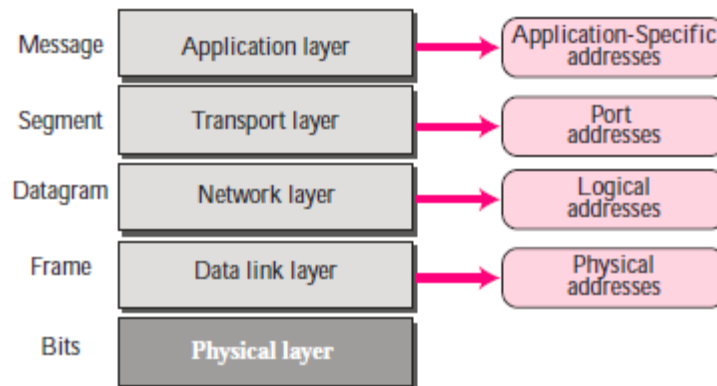 Message
Application layer
Application-Specific
addresses
Segment
Transport layer
Port
addresses
Datagram
Network layer
Logical
addresses
Frame
Data link layer
Physical
addresses
Bits
Physical layer